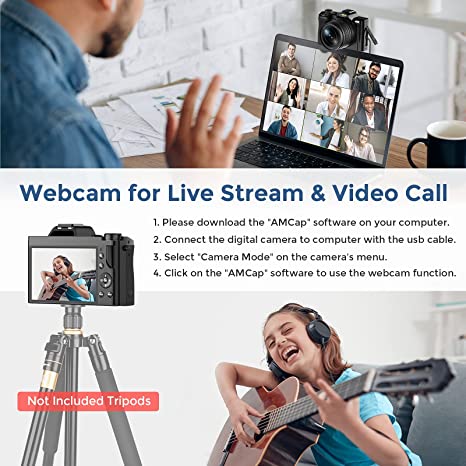 Webcam for Live Stream & Video Call
1. Please download the "AMCap" software on your computer.
2. Connect the digital camera to computer with the usb cable.
3. Select "Camera Mode" on the camera's menu.
4. Click on the "AMCap" software to use the webcam function.
Not Included Tripods